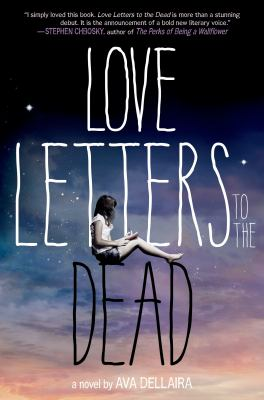 "I simply loved this book. Love Letters to the Dead is more than a stunning
debut. It is the announcement of a bold new literary voice."
—STEPHEN CHBOSKY, author of The Perks of Being a Wallflower
LOVE
LETTERS
TO THE
DEAD
a novel by AVA DELLAIRA